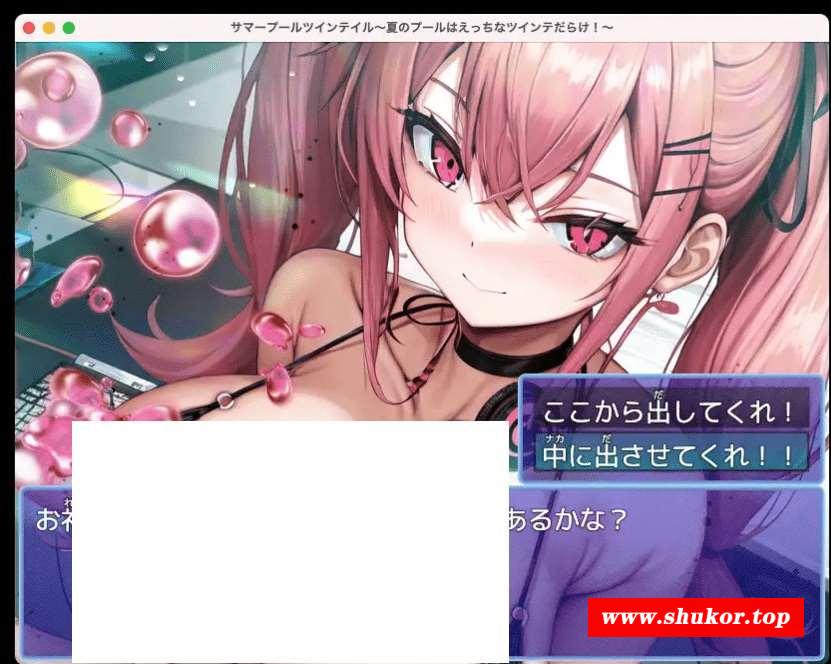 サマープールツインテイル〜夏のプールはえっちなツインテだらけ！〜
ここから出してくれ！
中に出させてくれ！！
お
あるかな？
www.shukor.top